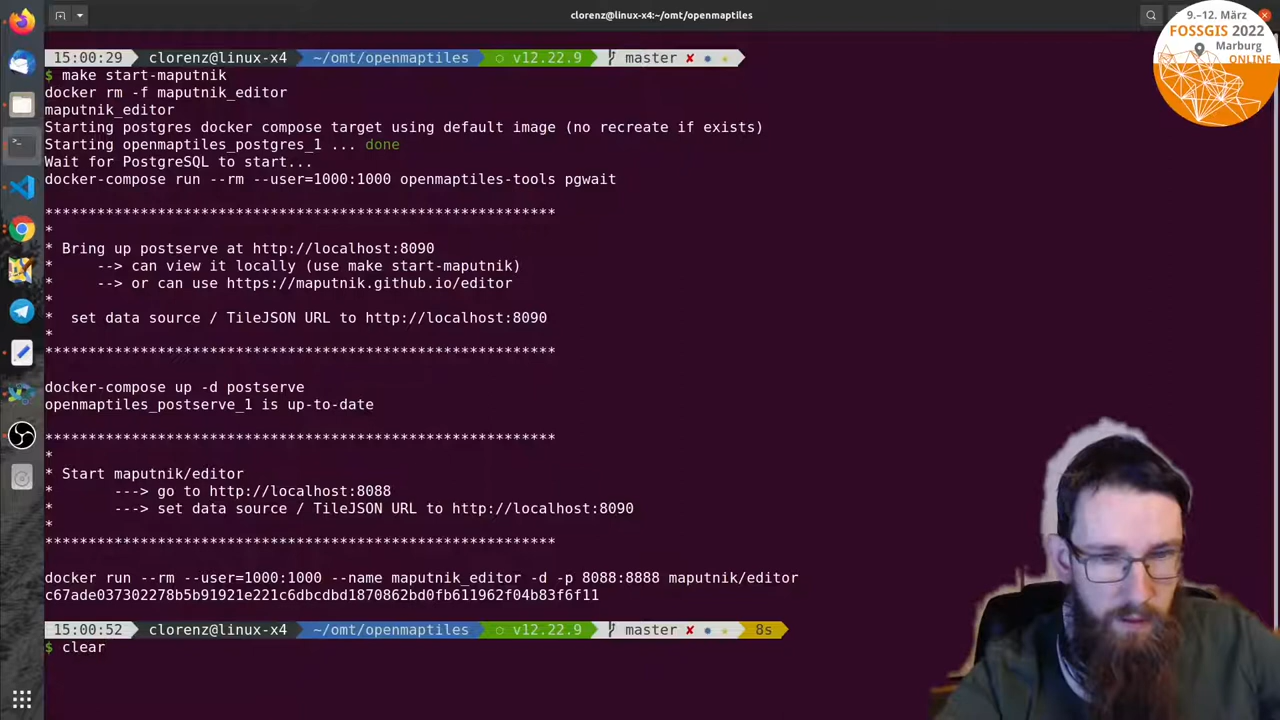 clorenz@linux-x4:~/omt/openmaptiles
9.–12. März
FOSSGIS 2022
Marburg
ONLINE
15:00:29 clorenz@linux-x4 ~/omt/openmaptiles ○ v12.22.9 master ✘
$ make start-maputnik
docker rm -f maputnik_editor
maputnik_editor
Starting postgres docker compose target using default image (no recreate if exists)
Starting openmaptiles_postgres_1 ... done
Wait for PostgreSQL to start...
docker-compose run --rm --user=1000:1000 openmaptiles-tools pgwait
***********************************************************
*
* Bring up postserve at http://localhost:8090
*     --> can view it locally (use make start-maputnik)
*     --> or can use https://maputnik.github.io/editor
*
*  set data source / TileJSON URL to http://localhost:8090
*
***********************************************************
docker-compose up -d postserve
openmaptiles_postserve_1 is up-to-date
***********************************************************
*
* Start maputnik/editor
*       ---> go to http://localhost:8088
*       ---> set data source / TileJSON URL to http://localhost:8090
*
***********************************************************
docker run --rm --user=1000:1000 --name maputnik_editor -d -p 8088:8888 maputnik/editor
c67ade037302278b5b91921e221c6dbcdbd1870862bd0fb611962f04b83f6f11
15:00:52 clorenz@linux-x4 ~/omt/openmaptiles ○ v12.22.9 master ✘ 8s
$ clear